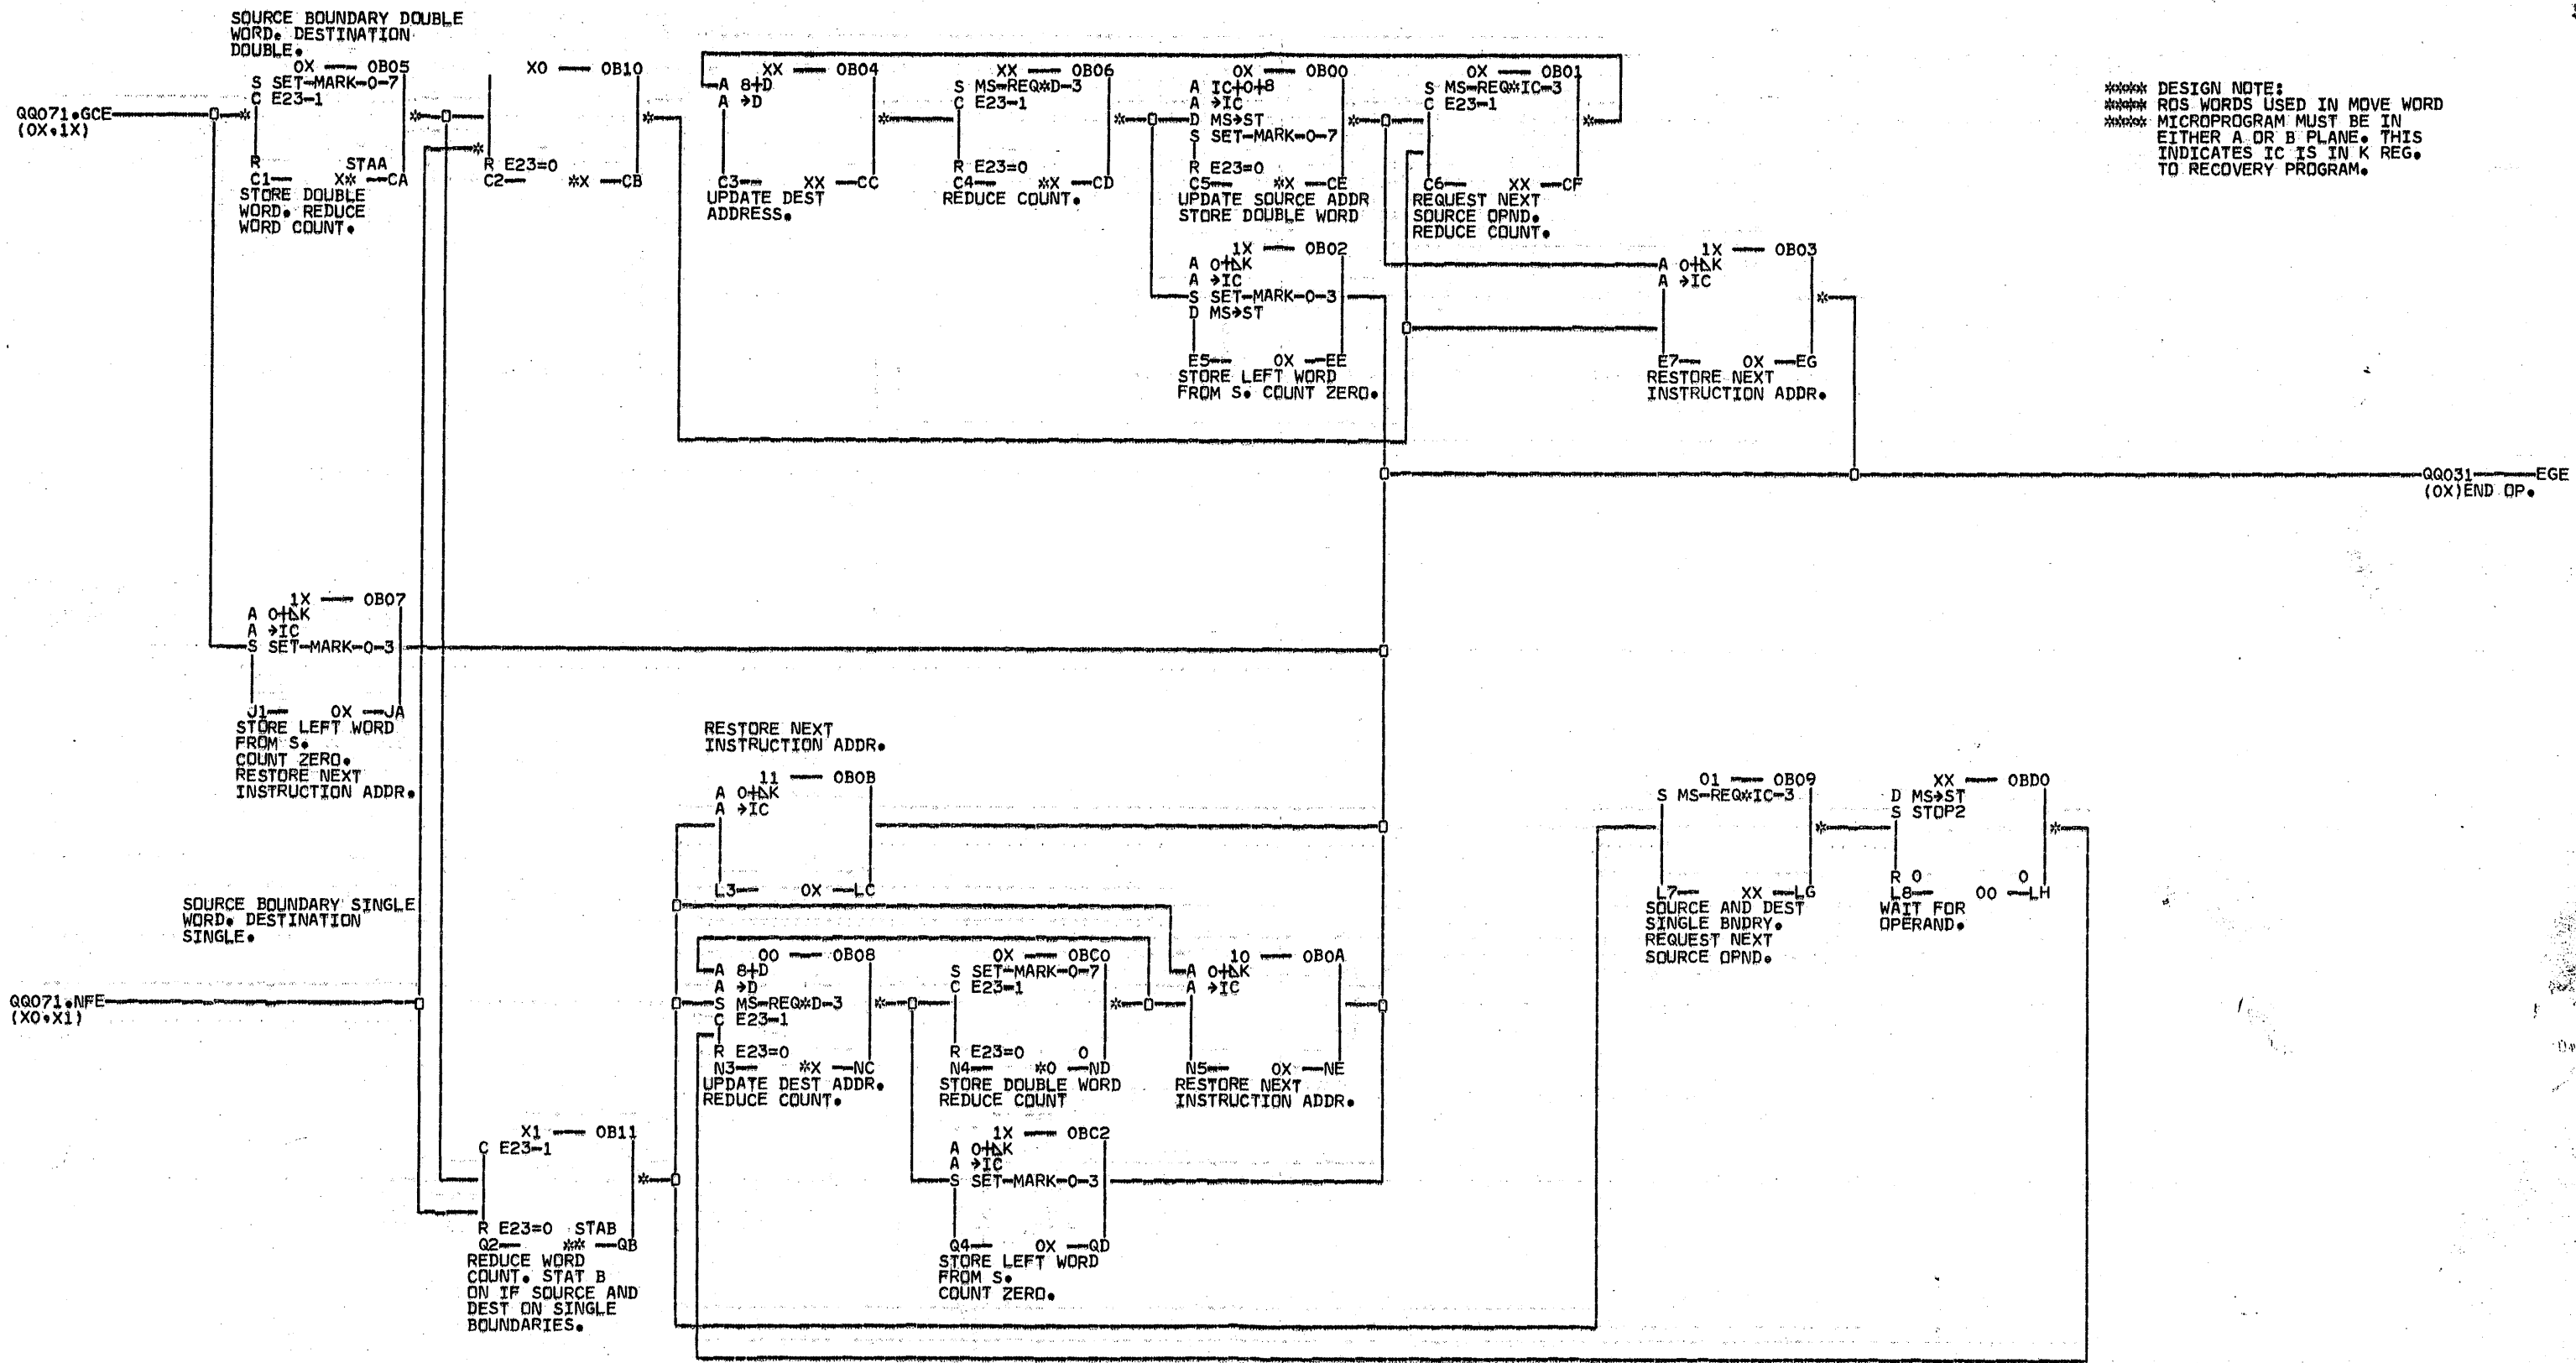 SOURCE BOUNDARY DOUBLE
WORD. DESTINATION
DOUBLE.
0X — 0B05
S SET-MARK-0-7
C E23-1
R
STAA
C1— X* —CA
STORE DOUBLE
WORD. REDUCE
WORD COUNT.
QQ071.GCE
(0X,1X)
X0 — 0B10
R E23=0
C2— *X —CB
XX — 0B04
A 8+D
A →D
C3— XX —CC
UPDATE DEST
ADDRESS.
XX — 0B06
S MS-REQ*D-3
C E23-1
R E23=0
C4— *X —CD
REDUCE COUNT.
0X — 0B00
A IC+0+8
A →IC
D MS→ST
S SET-MARK-0-7
R E23=0
C5— *X —CE
UPDATE SOURCE ADDR
STORE DOUBLE WORD
0X — 0B01
S MS-REQ*IC-3
C E23-1
C6— XX —CF
REQUEST NEXT
SOURCE OPND.
REDUCE COUNT.
**** DESIGN NOTE:
**** ROS WORDS USED IN MOVE WORD
**** MICROPROGRAM MUST BE IN
EITHER A OR B PLANE. THIS
INDICATES IC IS IN K REG.
TO RECOVERY PROGRAM.
1X — 0B02
A 0+K
A →IC
S SET-MARK-0-3
D MS→ST
E5— 0X —EE
STORE LEFT WORD
FROM S. COUNT ZERO.
1X — 0B03
A 0+K
A →IC
E7— 0X —EG
RESTORE NEXT
INSTRUCTION ADDR.
QQ031——EGE
(0X)END OP.
1X — 0B07
A 0+K
A →IC
S SET-MARK-0-3
J1— 0X —JA
STORE LEFT WORD
FROM S.
COUNT ZERO.
RESTORE NEXT
INSTRUCTION ADDR.
RESTORE NEXT
INSTRUCTION ADDR.
11 — 0B0B
A 0+K
A →IC
L3— 0X —LC
01 — 0B09
S MS-REQ*IC-3
L7— XX —LG
SOURCE AND DEST
SINGLE BNDRY.
REQUEST NEXT
SOURCE OPND.
XX — 0BD0
D MS→ST
S STOP2
R 0 0
L8— 00 —LH
WAIT FOR
OPERAND.
SOURCE BOUNDARY SINGLE
WORD. DESTINATION
SINGLE.
QQ071.NFE
(X0,X1)
00 — 0B08
A 8+D
A →D
S MS-REQ*D-3
C E23-1
R E23=0
N3— *X —NC
UPDATE DEST ADDR.
REDUCE COUNT.
0X — 0BC0
S SET-MARK-0-7
C E23-1
R E23=0 0
N4— *0 —ND
STORE DOUBLE WORD
REDUCE COUNT
10 — 0B0A
A 0+K
A →IC
N5— 0X —NE
RESTORE NEXT
INSTRUCTION ADDR.
X1 — 0B11
C E23-1
R E23=0 STAB
Q2— ** —QB
REDUCE WORD
COUNT. STAT B
ON IF SOURCE AND
DEST ON SINGLE
BOUNDARIES.
1X — 0BC2
A 0+K
A →IC
S SET-MARK-0-3
Q4— 0X —QD
STORE LEFT WORD
FROM S.
COUNT ZERO.